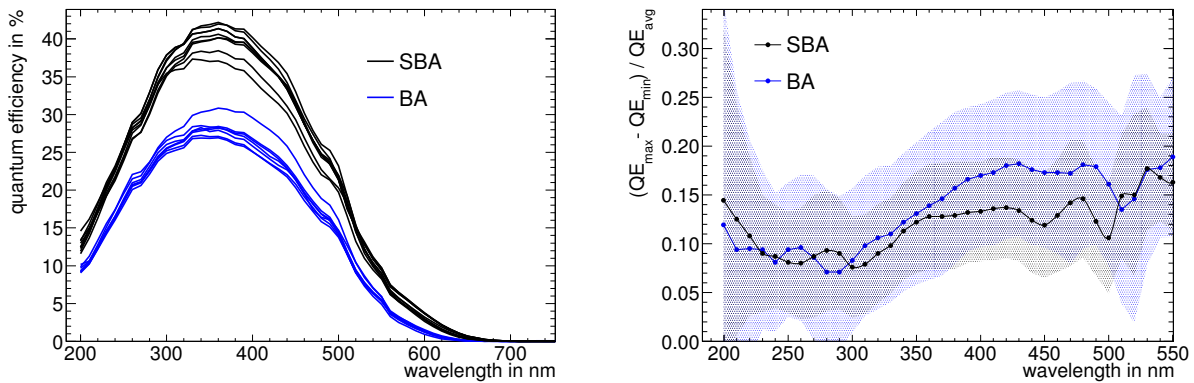 quantum efficiency in %
40
35
30
25
20
15
10
5
0
SBA
BA
200 300 400 500 600 700
wavelength in nm
(QE_max - QE_min) / QE_avg
0.30
0.25
0.20
0.15
0.10
0.05
0.00
SBA
BA
200 250 300 350 400 450 500 550
wavelength in nm